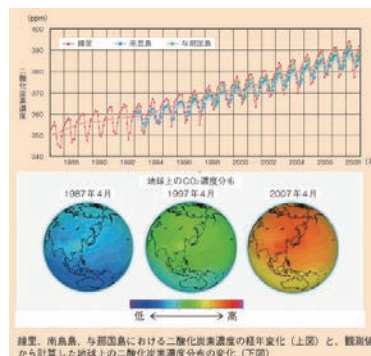 (ppm)
400
綾里 南鳥島 与那国島
390
380
370
360
350
340
二酸化炭素濃度
1988 1990 1992 1994 1996 1998 2000 2002 2004 2006 2008
地球上のCO₂濃度分布
1987年4月 1997年4月 2007年4月
低 高
綾里、南鳥島、与那国島における二酸化炭素濃度の経年変化（上図）と、観測値
から計算した地球上の二酸化炭素濃度分布の変化（下図）